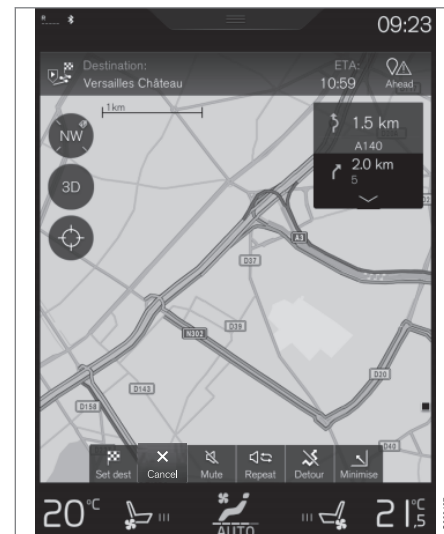 09:23
Destination:
Versailles Château
ETA:
10:59
Ahead
1 km
NW
1.5 km
A140
2.0 km
5
3D
A3
D37
N302
D39
D30
D143
D158
D40
Set dest
Cancel
Mute
Repeat
Detour
Minimise
20°C
AUTO
21,5°C